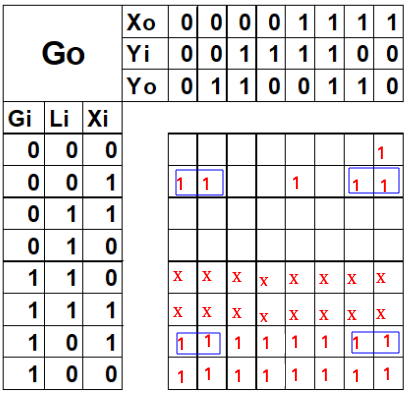 Go
Xo 0 0 0 0 1 1 1 1
Yi 0 0 1 1 1 1 0 0
Yo 0 1 1 0 0 1 1 0
Gi Li Xi
0 0 0 1
0 0 1 1 1 1 1 1
0 1 1
0 1 0
1 1 0 x x x x x x x x
1 1 1 x x x x x x x x
1 0 1 1 1 1 1 1 1 1 1
1 0 0 1 1 1 1 1 1 1 1